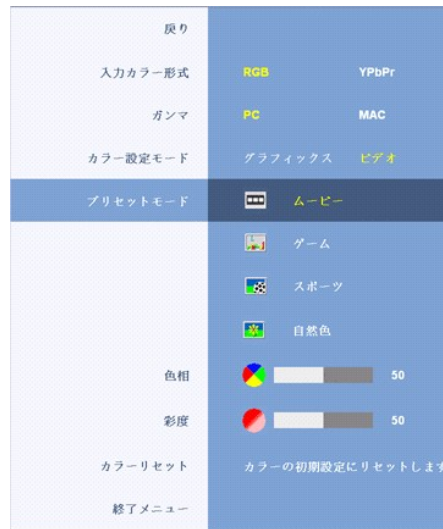 戻り
入力カラー形式 RGB YPbPr
ガンマ PC MAC
カラー設定モード グラフィックス ビデオ
プリセットモード ムービー
ゲーム
スポーツ
自然色
色相 50
彩度 50
カラーリセット カラーの初期設定にリセットします
終了メニュー